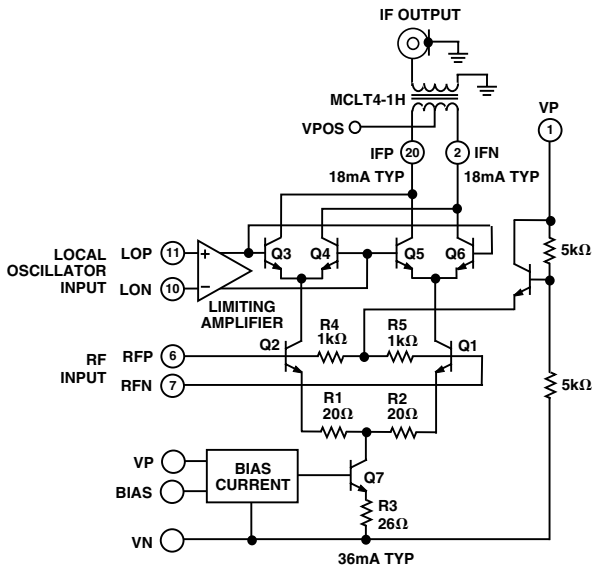 IF OUTPUT
MCLT4-1H
VPOS
VP
1
IFP 20
2 IFN
18mA TYP
18mA TYP
LOCAL
OSCILLATOR
INPUT
LOP 11
LON 10
+
–
LIMITING
AMPLIFIER
Q3
Q4
Q5
Q6
5kΩ
R4
1kΩ
R5
1kΩ
Q2
Q1
RF
INPUT
RFP 6
RFN 7
5kΩ
R1
20Ω
R2
20Ω
VP
BIAS
BIAS
CURRENT
Q7
R3
26Ω
VN
36mA TYP